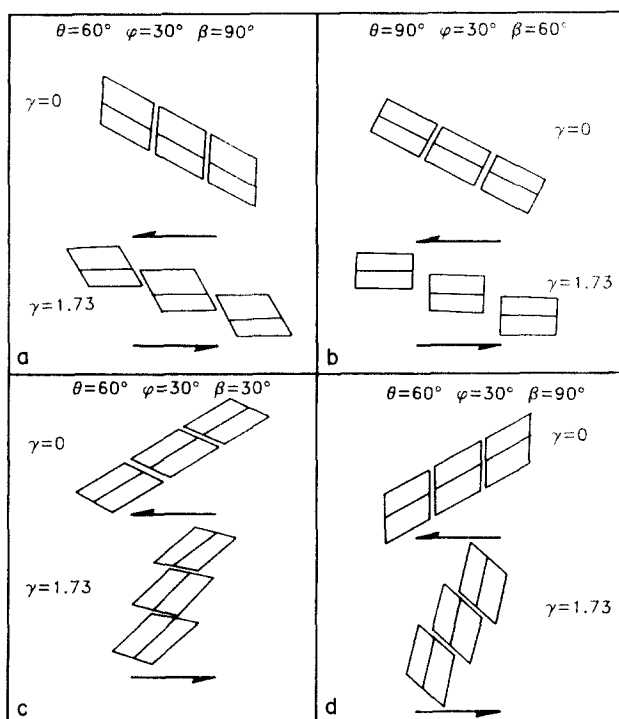 θ=60° φ=30° β=90°
γ=0
γ=1.73
a
θ=90° φ=30° β=60°
γ=0
γ=1.73
b
θ=60° φ=30° β=30°
γ=0
γ=1.73
c
θ=60° φ=30° β=90°
γ=0
γ=1.73
d